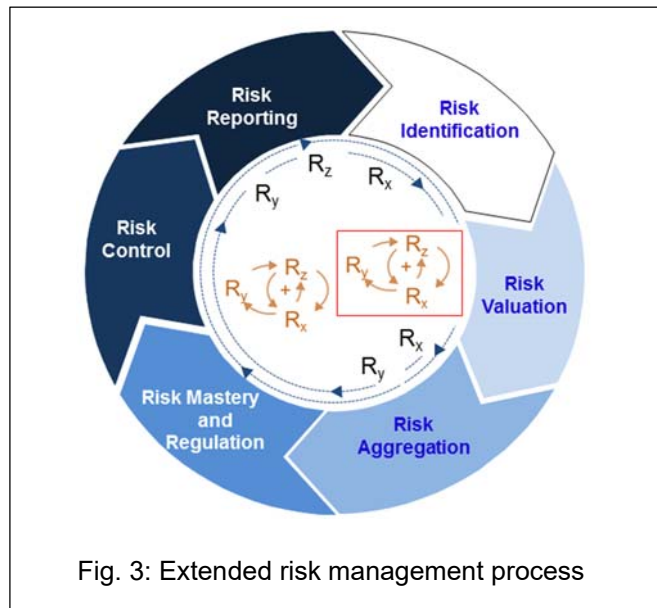 Risk
Reporting
Risk
Identification
Risk
Control
Risk
Valuation
Risk Mastery
and
Regulation
Risk
Aggregation
Ry
Rz
Rx
Rz
Ry
+
Rx
Rz
Ry
+
Rx
Rx
Ry
Fig. 3: Extended risk management process